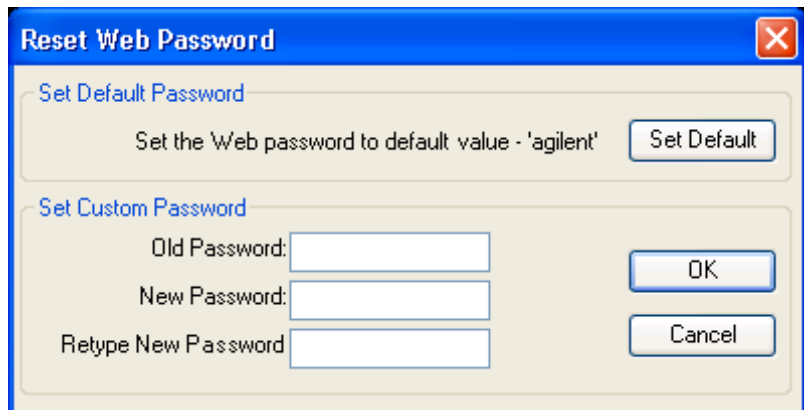 Reset Web Password
Set Default Password
Set the Web password to default value - 'agilent'
Set Default
Set Custom Password
Old Password:
OK
New Password:
Cancel
Retype New Password